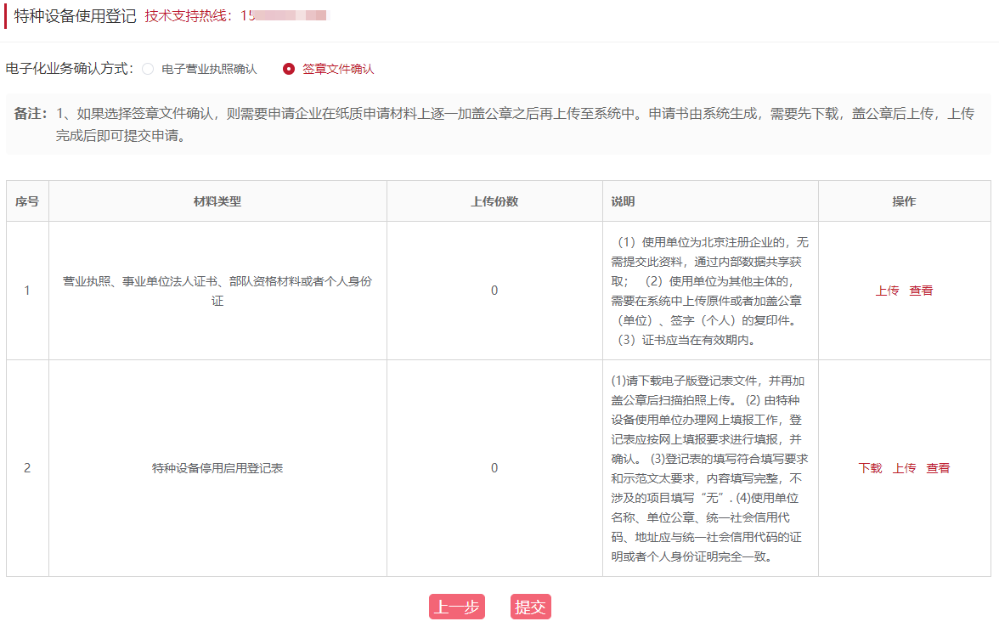 特种设备使用登记 技术支持热线：15
电子化业务确认方式： 电子营业执照确认 签章文件确认
备注： 1、如果选择签章文件确认，则需要申请企业在纸质申请材料上逐一加盖公章之后再上传至系统中。申请书由系统生成，需要先下载，盖公章后上传，上传
完成后即可提交申请。
序号 材料类型 上传份数 说明 操作
1
营业执照、事业单位法人证书、部队资格材料或者个人身份
证
0
（1）使用单位为北京注册企业的，无
需提交此资料，通过内部数据共享获
取； （2）使用单位为其他主体的，
需要在系统中上传原件或者加盖公章
（单位）、签字（个人）的复印件。
（3）证书应当在有效期内。
上传 查看
2
特种设备停用启用登记表
0
(1)请下载电子版登记表文件，并再加
盖公章后扫描拍照上传。 (2) 由特种
设备使用单位办理网上填报工作，登
记表应按网上填报要求进行填报，并
确认。 (3)登记表的填写符合填写要求
和示范文太要求，内容填写完整，不
涉及的项目填写“无”. (4)使用单位
名称、单位公章、统一社会信用代
码、地址应与统一社会信用代码的证
明或者个人身份证明完全一致。
下载 上传 查看
上一步 提交